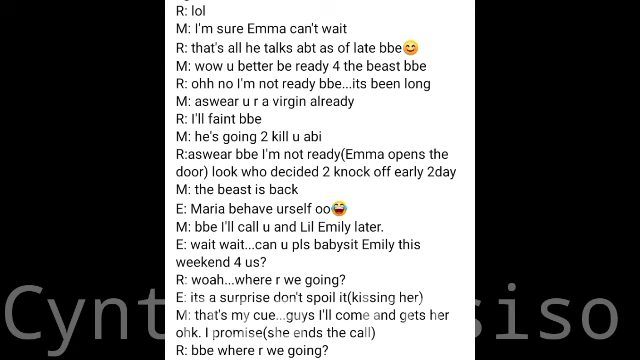 R: lol
M: I'm sure Emma can't wait
R: that's all he talks abt as of late bbe😊
M: wow u better be ready 4 the beast bbe
R: ohh no I'm not ready bbe...its been long
M: aswear u r a virgin already
R: I'll faint bbe
M: he's going 2 kill u abi
R:aswear bbe I'm not ready(Emma opens the
door) look who decided 2 knock off early 2day
M: the beast is back
E: Maria behave urself oo😂
M: bbe I'll call u and Lil Emily later.
E: wait wait...can u pls babysit Emily this
weekend 4 us?
R: woah...where r we going?
E: its a surprise don't spoil it(kissing her)
M: that's my cue...guys I'll come and gets her
ohk. I promise(she ends the call)
R: bbe where r we going?